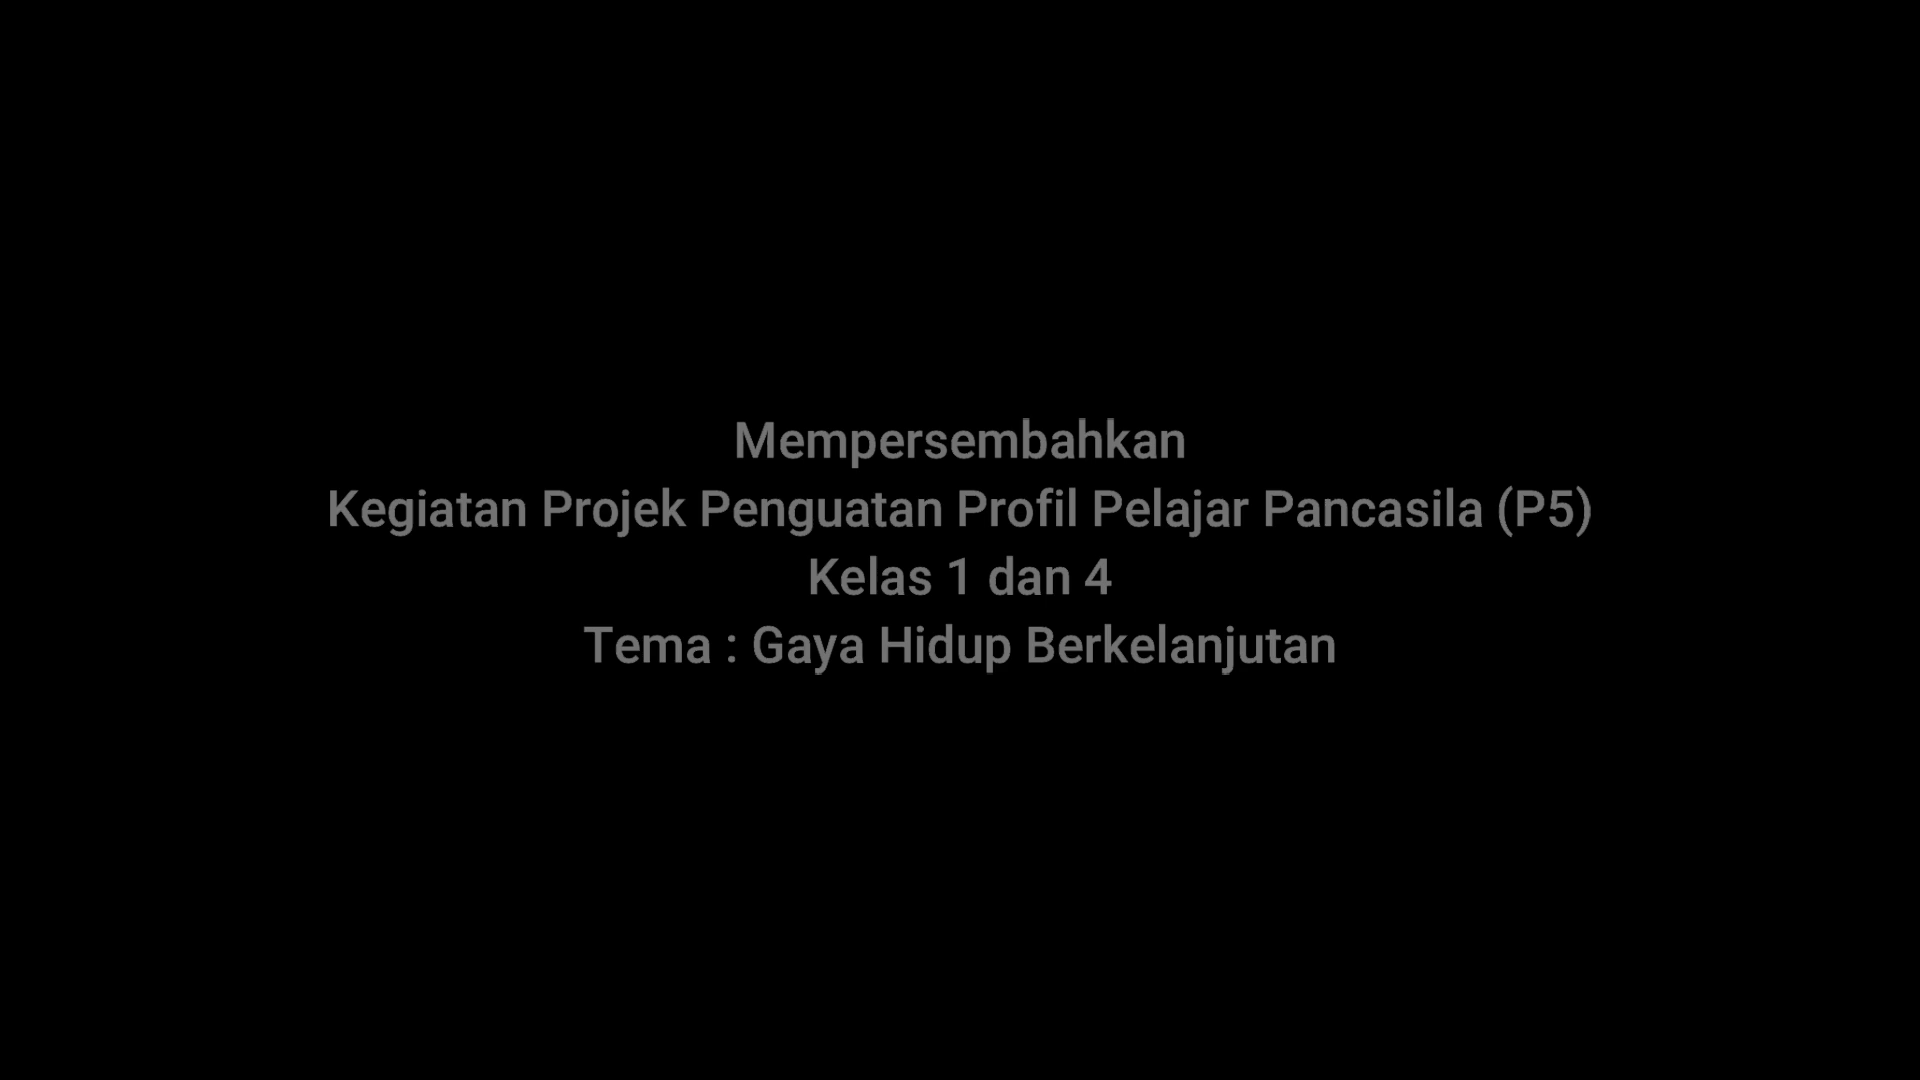 Mempersembahkan
Kegiatan Projek Penguatan Profil Pelajar Pancasila (P5)
Kelas 1 dan 4
Tema : Gaya Hidup Berkelanjutan